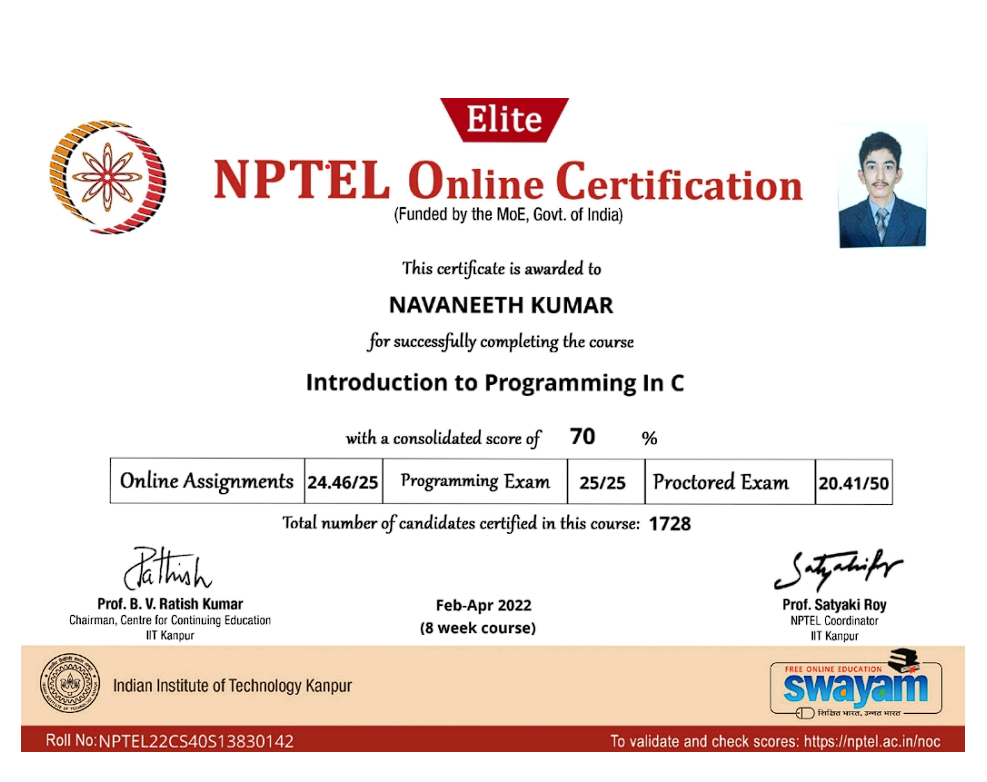 Elite
NPTEL Online Certification
(Funded by the MoE, Govt. of India)
This certificate is awarded to
NAVANEETH KUMAR
for successfully completing the course
Introduction to Programming In C
with a consolidated score of 70 %
Online Assignments 24.46/25 Programming Exam 25/25 Proctored Exam 20.41/50
Total number of candidates certified in this course: 1728
Prof. B. V. Ratish Kumar
Chairman, Centre for Continuing Education
IIT Kanpur
Feb-Apr 2022
(8 week course)
Prof. Satyaki Roy
NPTEL Coordinator
IIT Kanpur
Indian Institute of Technology Kanpur
FREE ONLINE EDUCATION
swayam
शिक्षित भारत, उन्नत भारत
Roll No: NPTEL22CS40S13830142
To validate and check scores: https://nptel.ac.in/noc